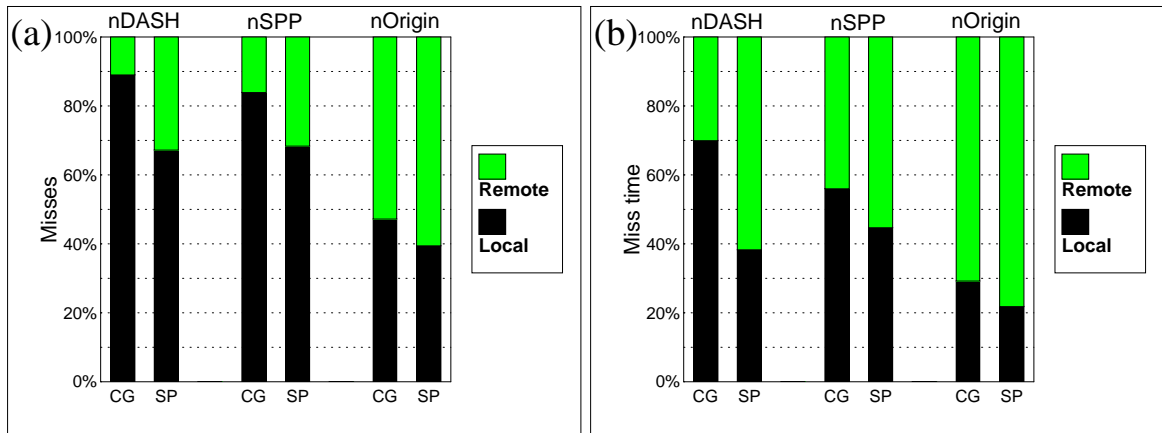 (a)
nDASH nSPP nOrigin
100%
80%
60%
40%
20%
0%
Misses
CG SP CG SP CG SP
Remote
Local
(b)
nDASH nSPP nOrigin
100%
80%
60%
40%
20%
0%
Miss time
CG SP CG SP CG SP
Remote
Local